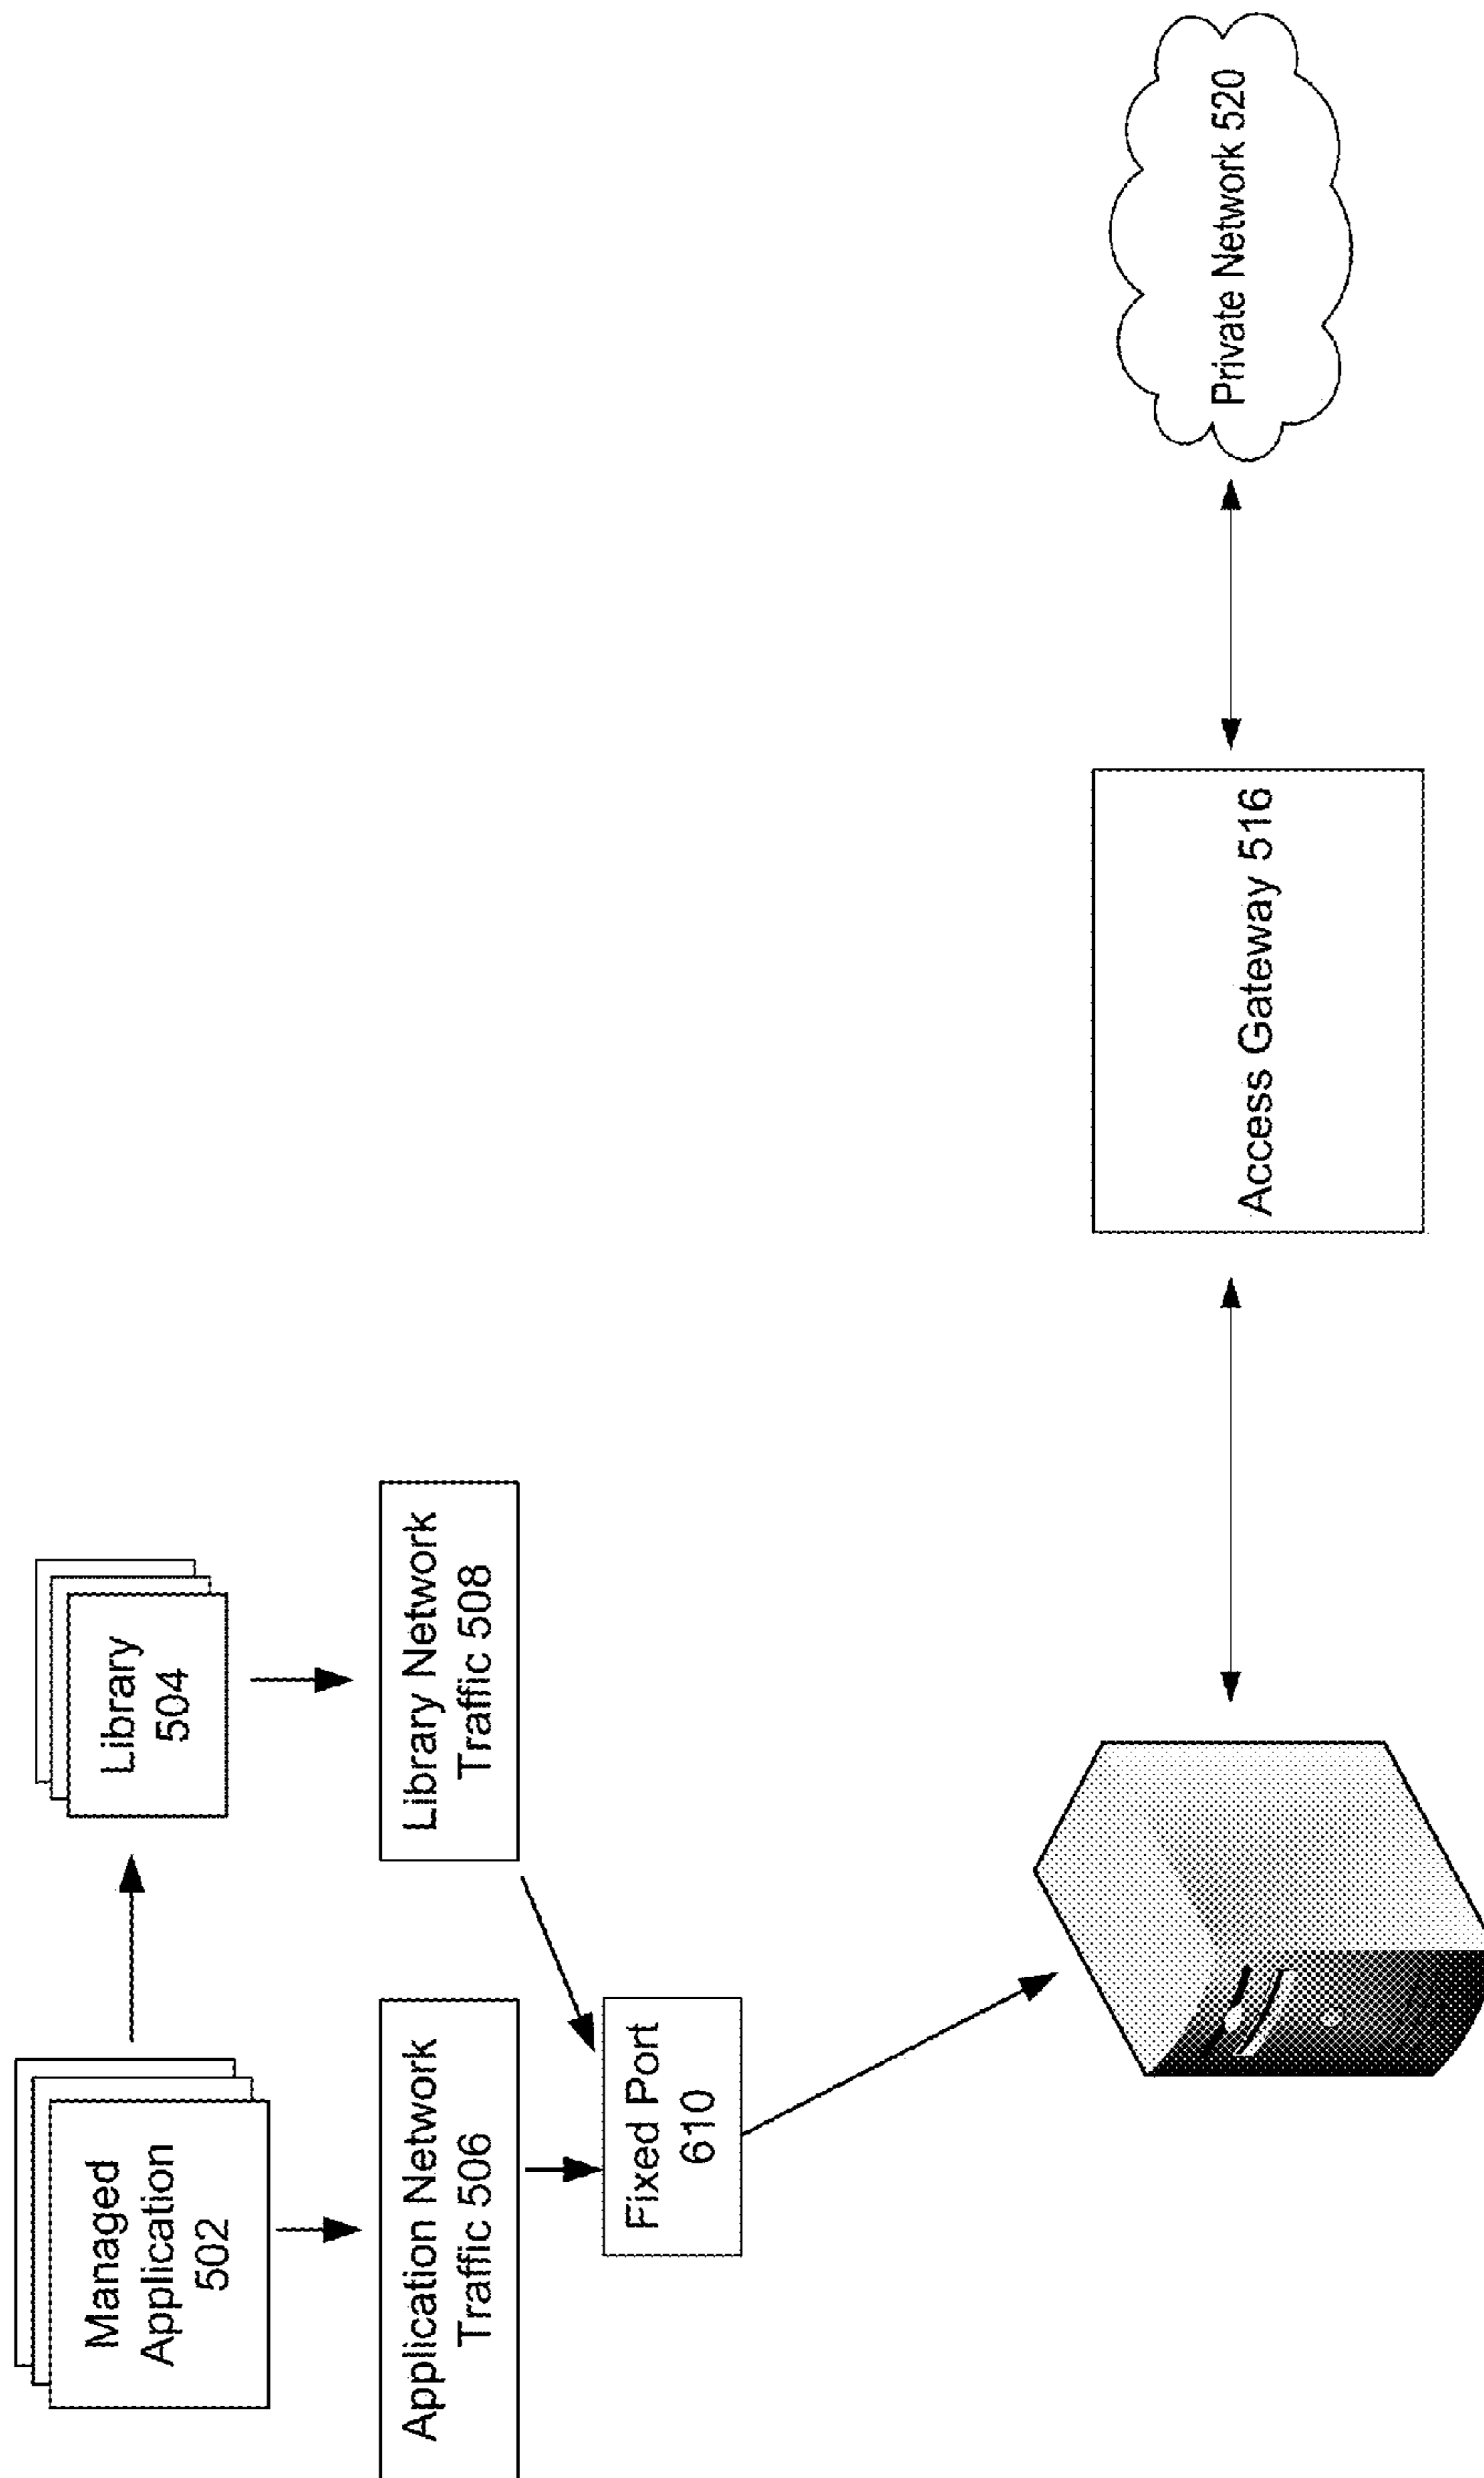 Managed
Application
502
Library
504
Application Network
Traffic 506
Library Network
Traffic 508
Fixed Port
610
Access Gateway 516
Private Network 520